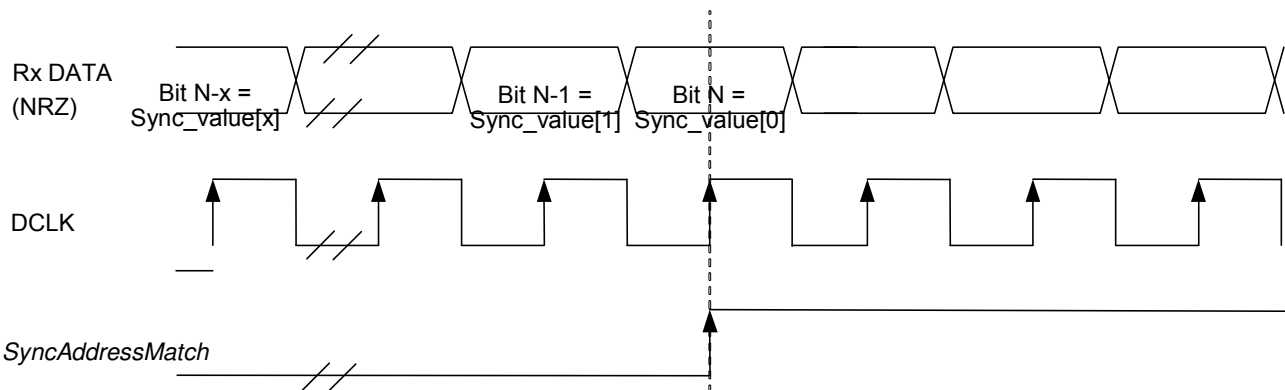 Rx DATA
(NRZ)
Bit N-x =
Sync_value[x]
Bit N-1 =
Sync_value[1]
Bit N =
Sync_value[0]
DCLK
SyncAddressMatch